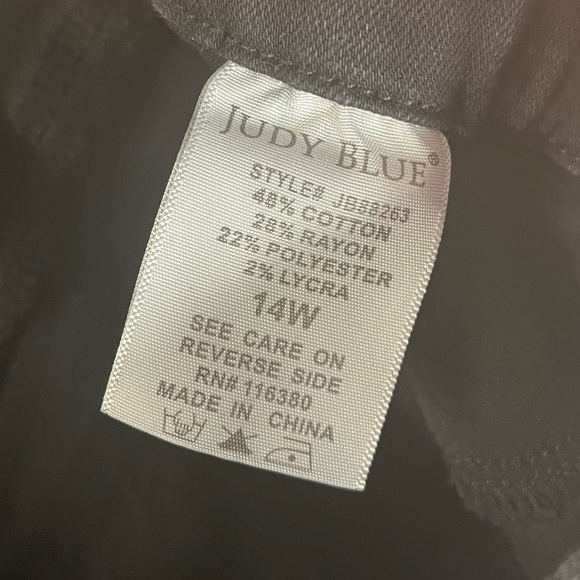 JUDY BLUE®
STYLE# JB88263
48% COTTON
28% RAYON
22% POLYESTER
2% LYCRA
14W
SEE CARE ON
REVERSE SIDE
RN# 116380
MADE IN CHINA